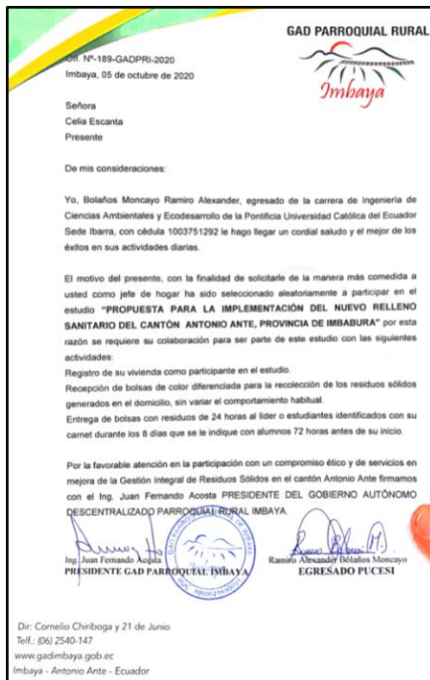 GAD PARROQUIAL RURAL
Imbaya
Off. Nº-189-GADPRI-2020
Imbaya, 05 de octubre de 2020
Señora
Celia Escanta
Presente
De mis consideraciones:
Yo, Bolaños Moncayo Ramiro Alexander, egresado de la carrera de Ingeniería de
Ciencias Ambientales y Ecodesarrollo de la Pontificia Universidad Católica del Ecuador
Sede Ibarra, con cédula 1003751292 le hago llegar un cordial saludo y el mejor de los
éxitos en sus actividades diarias.
El motivo del presente, con la finalidad de solicitarle de la manera más comedida a
usted como jefe de hogar ha sido seleccionado aleatoriamente a participar en el
estudio "PROPUESTA PARA LA IMPLEMENTACIÓN DEL NUEVO RELLENO
SANITARIO DEL CANTÓN ANTONIO ANTE, PROVINCIA DE IMBABURA" por esta
razón se requiere su colaboración para ser parte de este estudio con las siguientes
actividades:
Registro de su vivienda como participante en el estudio.
Recepción de bolsas de color diferenciada para la recolección de los residuos sólidos
generados en el domicilio, sin variar el comportamiento habitual.
Entrega de bolsas con residuos de 24 horas al líder o estudiantes identificados con su
carnet durante los 8 días que se le indique con alumnos 72 horas antes de su inicio.
Por la favorable atención en la participación con un compromiso ético y de servicios en
mejora de la Gestión Integral de Residuos Sólidos en el cantón Antonio Ante firmamos
con el Ing. Juan Fernando Acosta PRESIDENTE DEL GOBIERNO AUTÓNOMO
DESCENTRALIZADO PARROQUIAL RURAL IMBAYA.
Ing. Juan Fernando Acosta
PRESIDENTE GAD PARROQUIAL IMBAYA
Ramiro Alexander Bolaños Moncayo
EGRESADO PUCESI
Dir: Cornelio Chiriboga y 21 de Junio
Telf.: (06) 2540-147
www.gadimbaya.gob.ec
Imbaya - Antonio Ante - Ecuador